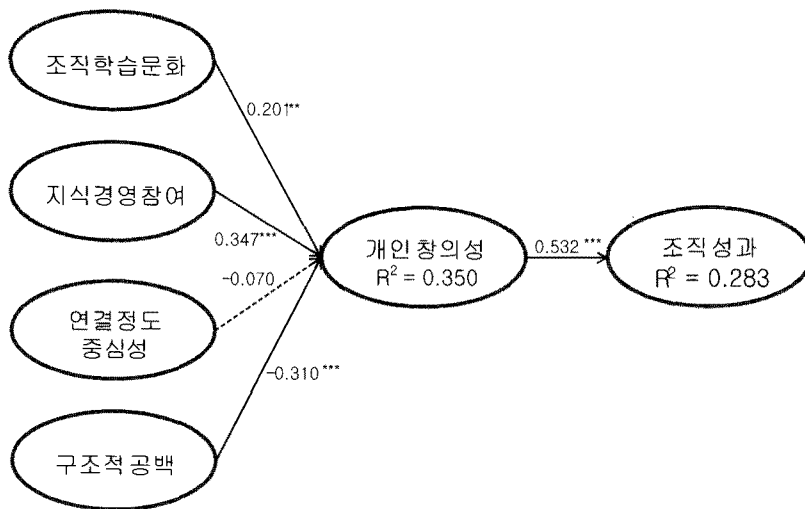 조직학습문화
0.201**
지식경영참여
0.347***
개인창의성
R² = 0.350
0.532 ***
조직성과
R² = 0.283
-0.070
연결정도
중심성
-0.310 ***
구조적공백